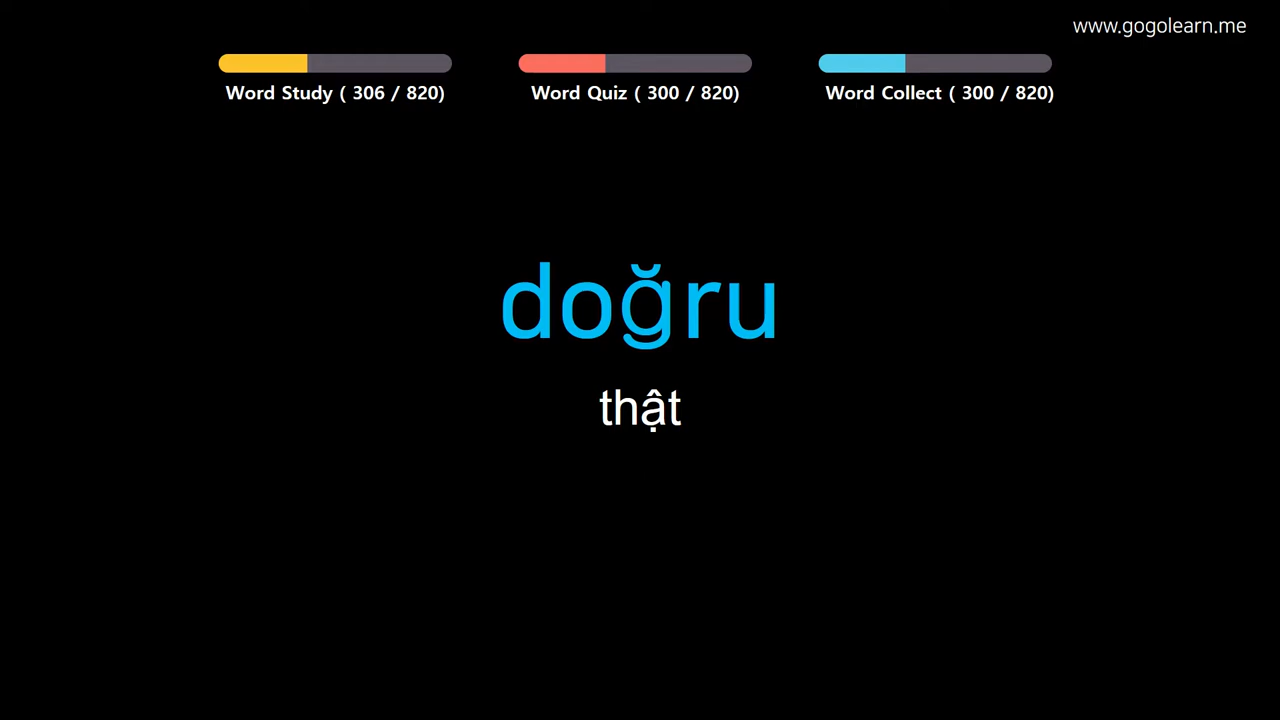 www.gogolearn.me
Word Study ( 306 / 820)
Word Quiz ( 300 / 820)
Word Collect ( 300 / 820)
doğru
thật